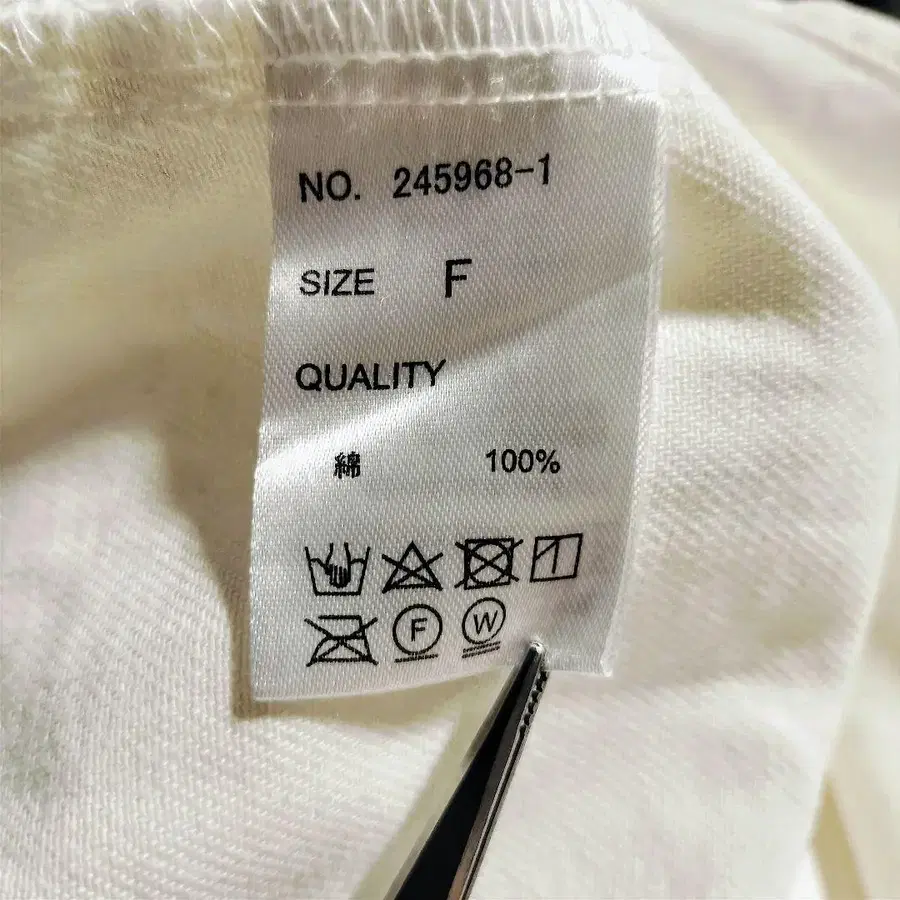 NO. 245968-1
SIZE F
QUALITY
綿 100%
F W